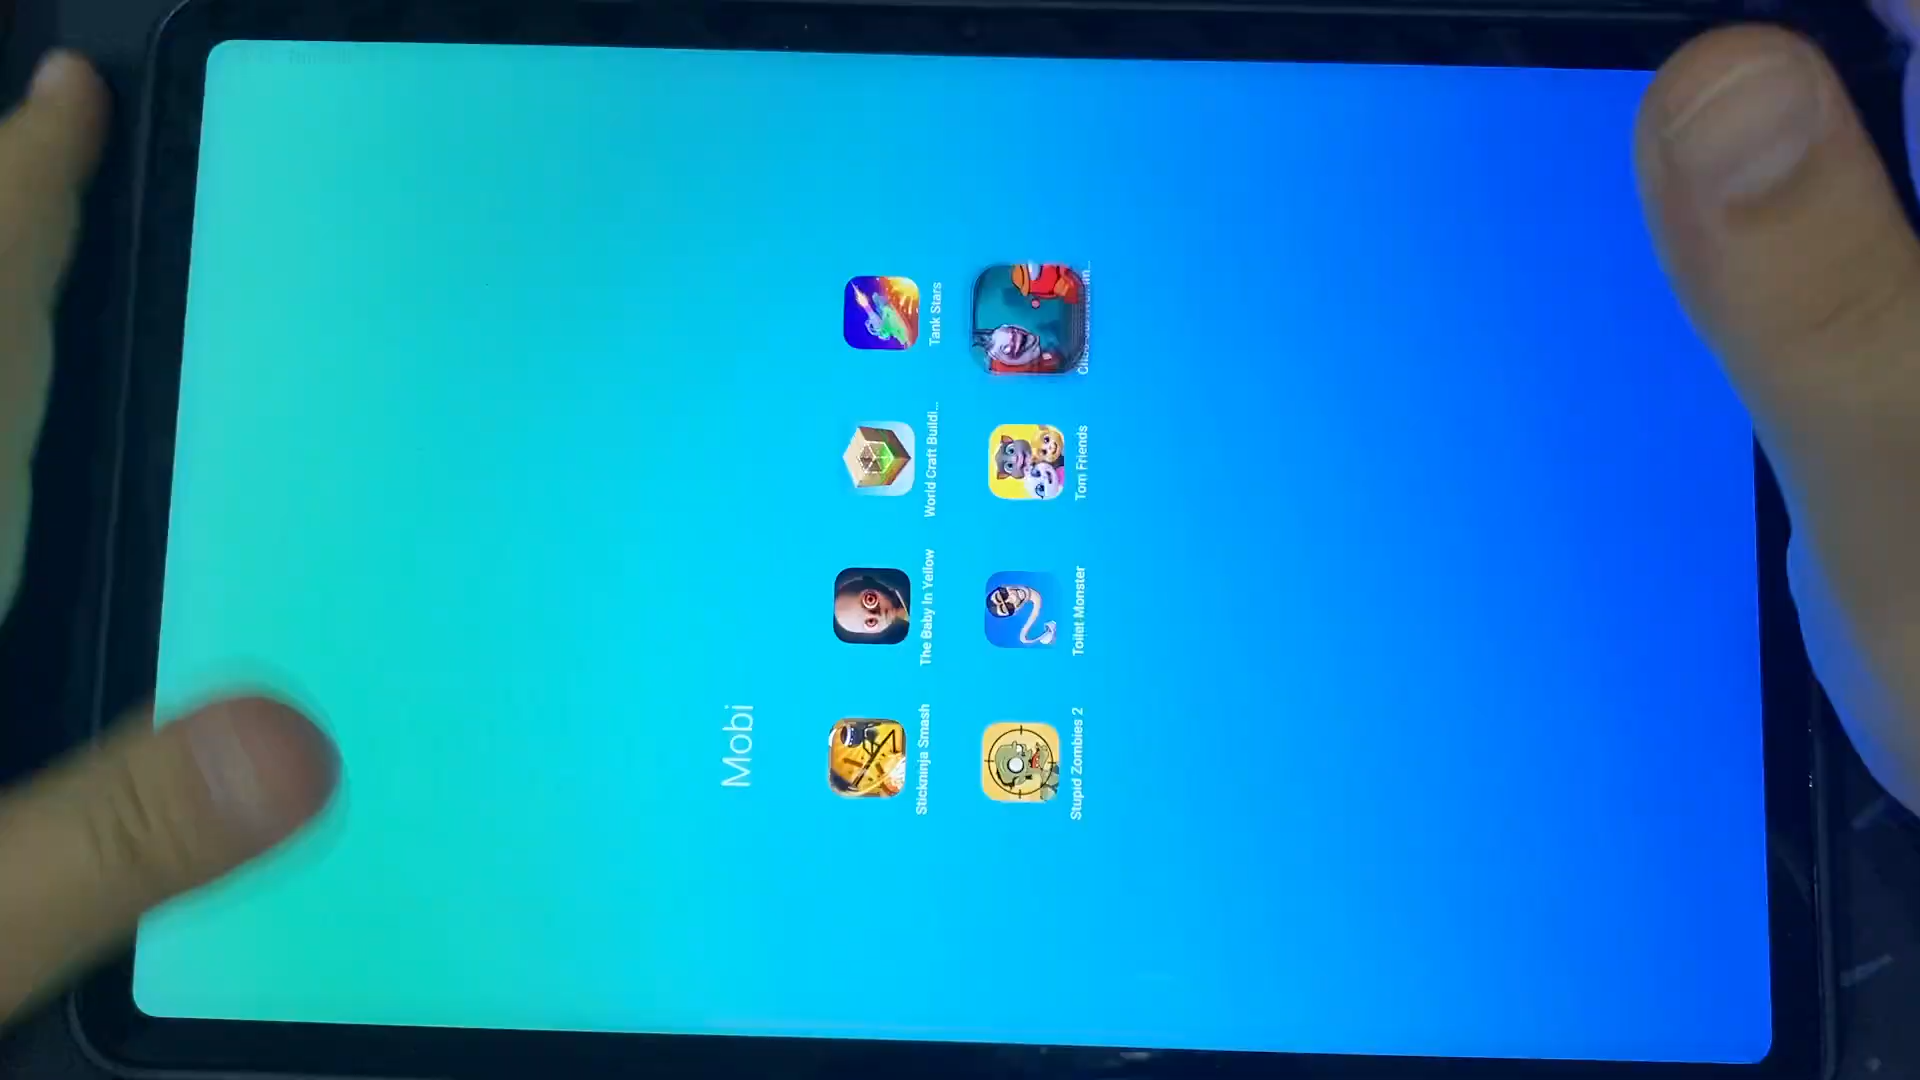 Mobi
Stickninja Smash
The Baby In Yellow
World Craft Buildi...
Tank Stars
Stupid Zombies 2
Toilet Monster
Tom Friends